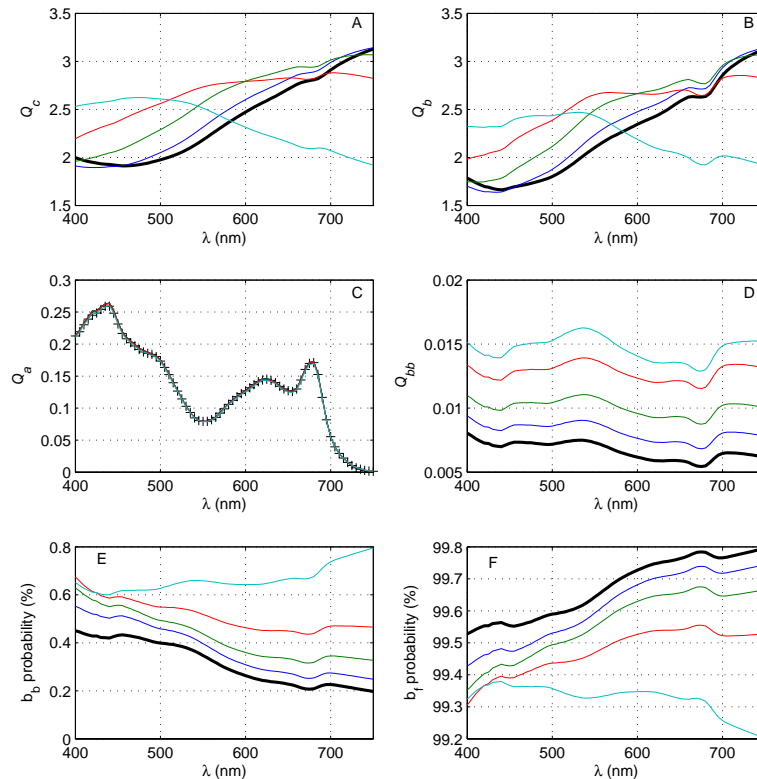 A
Q_c
3.5
3
2.5
2
1.5
400 500 600 700
λ (nm)
B
Q_b
3.5
3
2.5
2
1.5
400 500 600 700
λ (nm)
C
Q_a
0.3
0.25
0.2
0.15
0.1
0.05
0
400 500 600 700
λ (nm)
D
Q_bb
0.02
0.015
0.01
0.005
400 500 600 700
λ (nm)
E
b_b probability (%)
0.8
0.6
0.4
0.2
0
400 500 600 700
λ (nm)
F
b_f probability (%)
99.8
99.7
99.6
99.5
99.4
99.3
99.2
400 500 600 700
λ (nm)